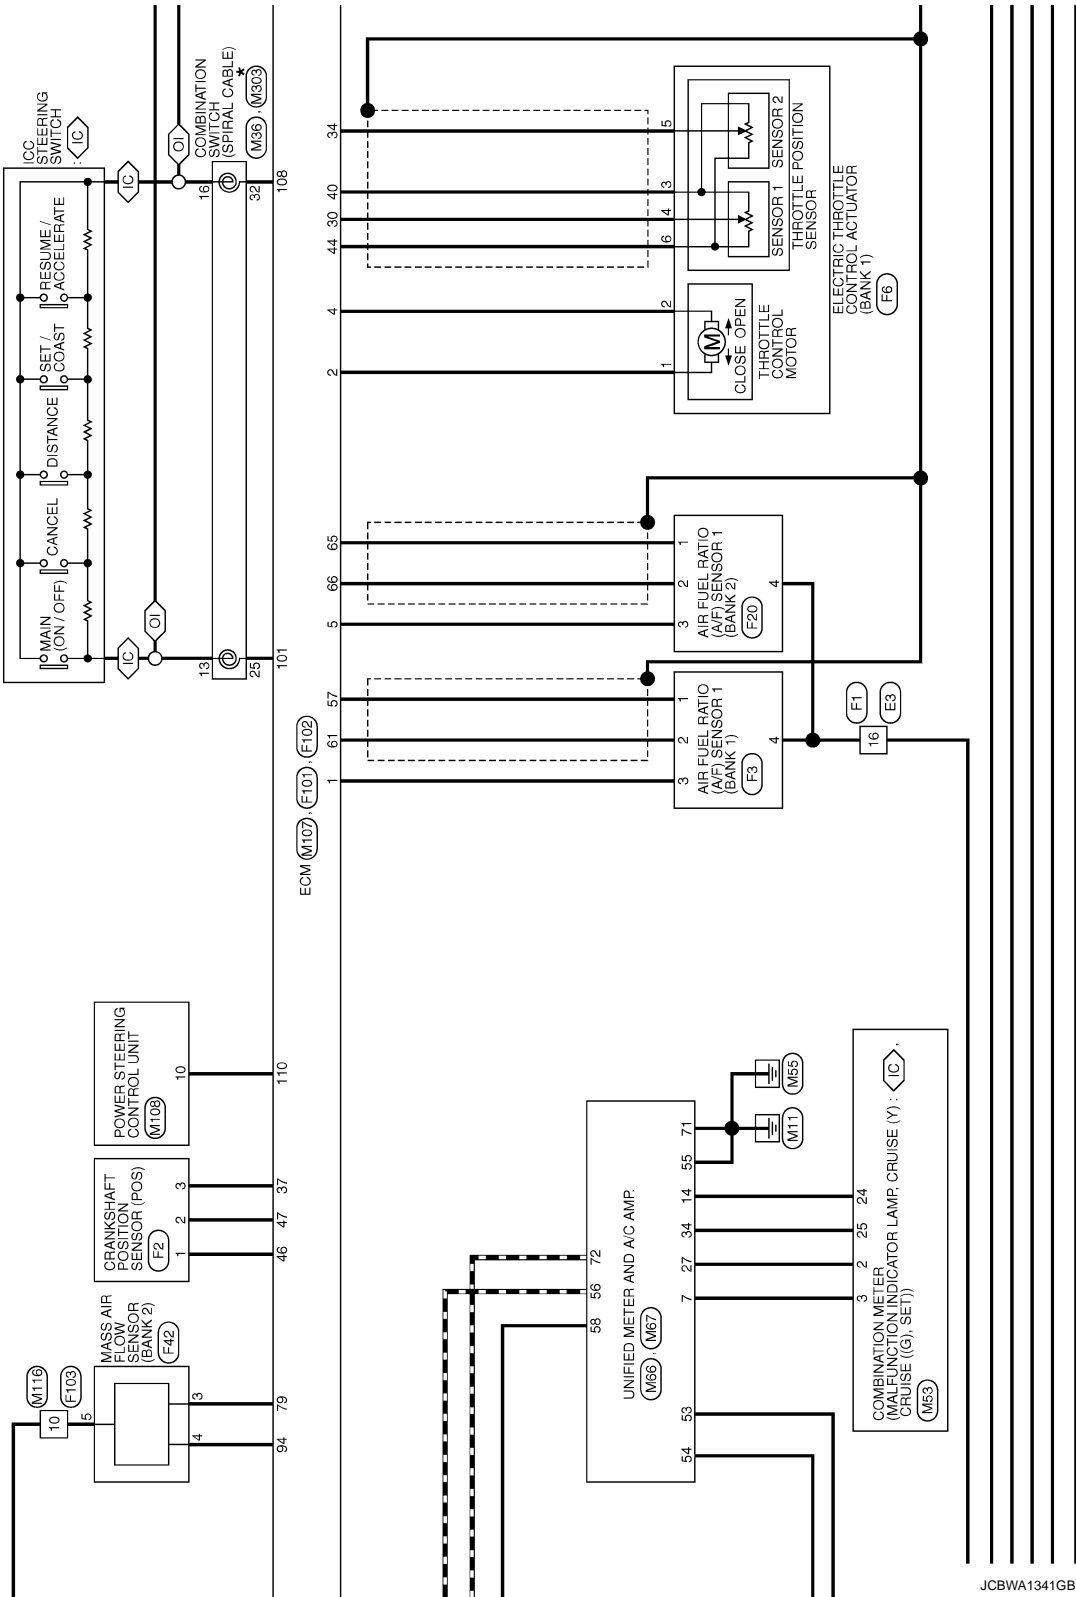 ICC
STEERING
SWITCH
: IC
MAIN
(ON / OFF)
CANCEL
DISTANCE
SET /
COAST
RESUME /
ACCELERATE
IC
OI
IC
OI
COMBINATION
SWITCH
(SPIRAL CABLE)
M36 , M303
*
13
16
25
32
101
108
ECM M107 , F101 , F102
1
61
57
5
66
65
2
4
44
30
40
34
3
2
1
4
AIR FUEL RATIO
(A/F) SENSOR 1
(BANK 1)
F3
3
2
1
4
AIR FUEL RATIO
(A/F) SENSOR 1
(BANK 2)
F20
16
F1
E3
1
2
6
4
3
5
M
CLOSE OPEN
THROTTLE
CONTROL
MOTOR
SENSOR 1
SENSOR 2
THROTTLE POSITION
SENSOR
ELECTRIC THROTTLE
CONTROL ACTUATOR
(BANK 1)
F6
POWER STEERING
CONTROL UNIT
M108
10
110
CRANKSHAFT
POSITION
SENSOR (POS)
F2
1
2
3
46
47
37
MASS AIR
FLOW
SENSOR
(BANK 2)
F42
M116
F103
10
5
4
3
94
79
58
56
72
UNIFIED METER AND A/C AMP.
M66 , M67
54
53
7
27
34
14
55
71
M11
M55
3
2
25
24
COMBINATION METER
(MALFUNCTION INDICATOR LAMP, CRUISE (Y) : IC ,
CRUISE ((G), SET))
M53
JCBWA1341GB